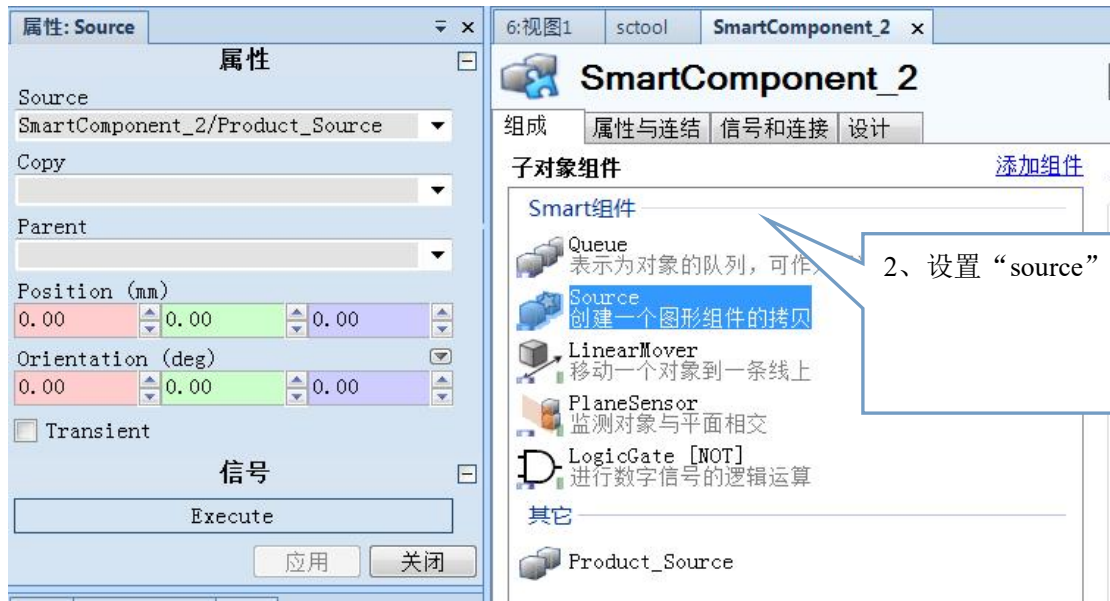 属性: Source
属性
Source
SmartComponent_2/Product_Source
Copy
Parent
Position (mm)
0.00 0.00 0.00
Orientation (deg)
0.00 0.00 0.00
Transient
信号
Execute
应用 关闭
6:视图1 sctool SmartComponent_2
SmartComponent_2
组成 属性与连结 信号和连接 设计
子对象组件 添加组件
Smart组件
Queue
表示为对象的队列，可作
2、设置“source”
Source
创建一个图形组件的拷贝
LinearMover
移动一个对象到一条线上
PlaneSensor
监测对象与平面相交
LogicGate [NOT]
进行数字信号的逻辑运算
其它
Product_Source